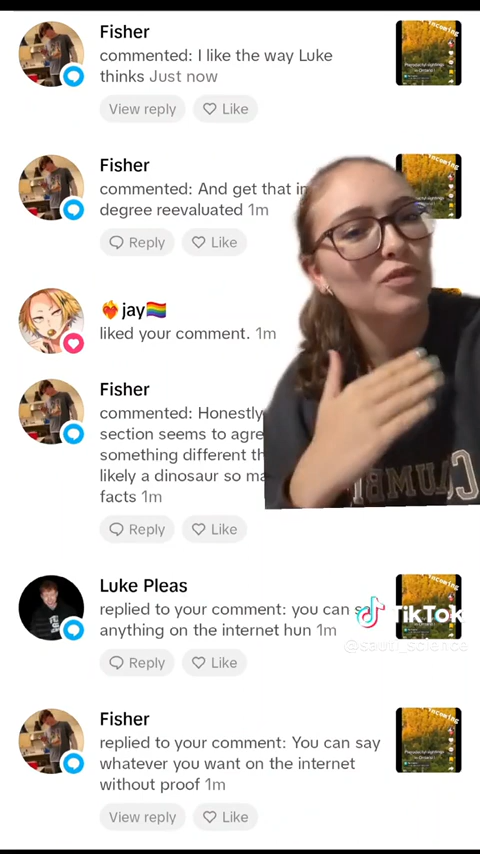 Fisher
commented: I like the way Luke
thinks Just now
View reply
Like
Fisher
commented: And get that
degree reevaluated 1m
Reply
Like
❤️‍🔥jay🏳️‍🌈
liked your comment. 1m
Fisher
commented: Honestly
section seems to agre
something different th
likely a dinosaur so ma
facts 1m
Reply
Like
Luke Pleas
replied to your comment: you can
anything on the internet hun 1m
Reply
Like
TikTok
@sauti_science
Fisher
replied to your comment: You can say
whatever you want on the internet
without proof 1m
View reply
Like
incoming